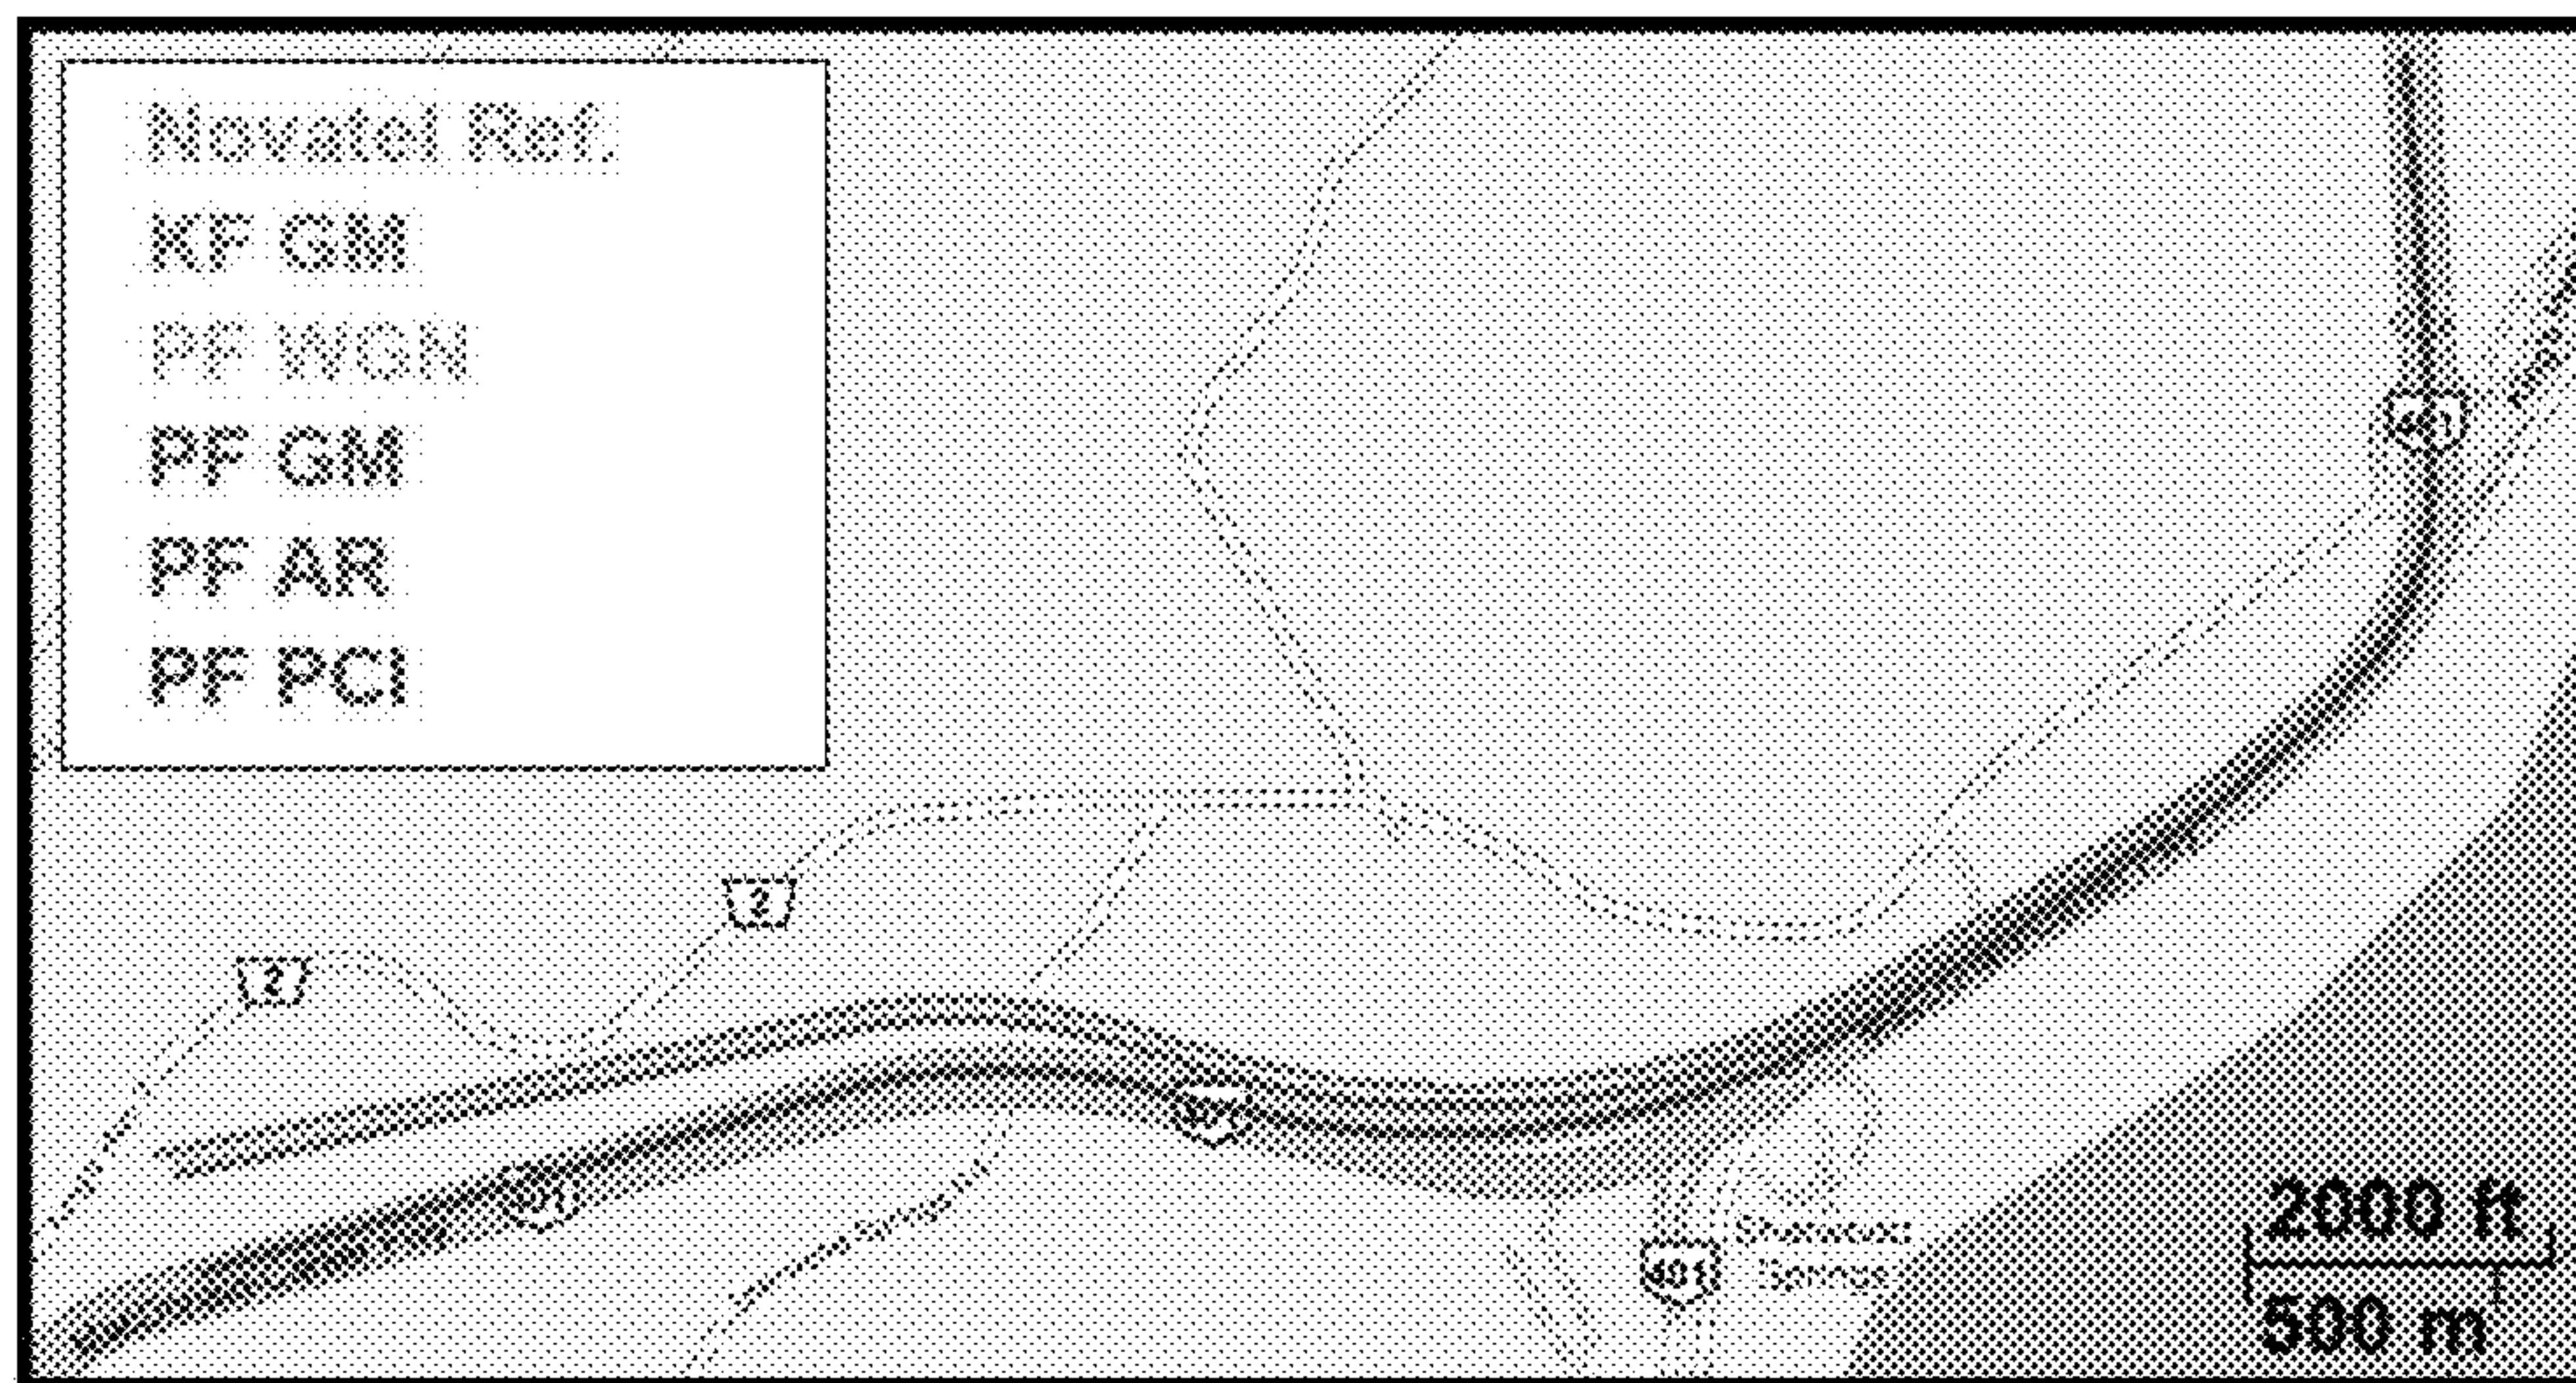 Novatel Ref.
KF GM
PF WGN
PF GM
PF AR
PF PCI
2
2
401
2000 ft
500 m